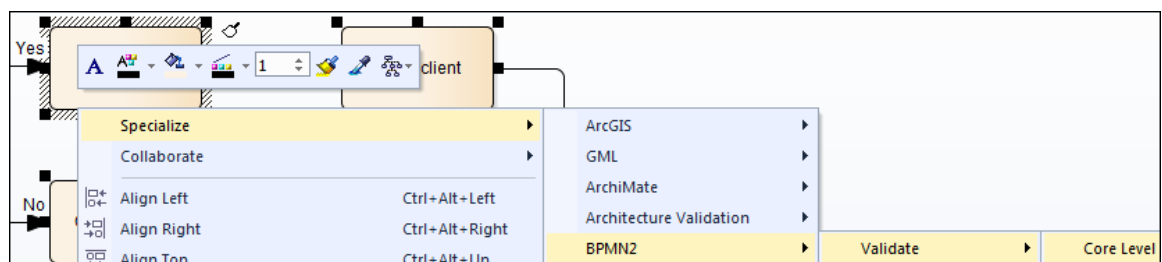 Yes
A
1
client
Specialize
ArcGIS
Collaborate
GML
ArchiMate
No
Align Left Ctrl+Alt+Left
Architecture Validation
Align Right Ctrl+Alt+Right
BPMN2 Validate Core Level
Align Top Ctrl+Alt+Up